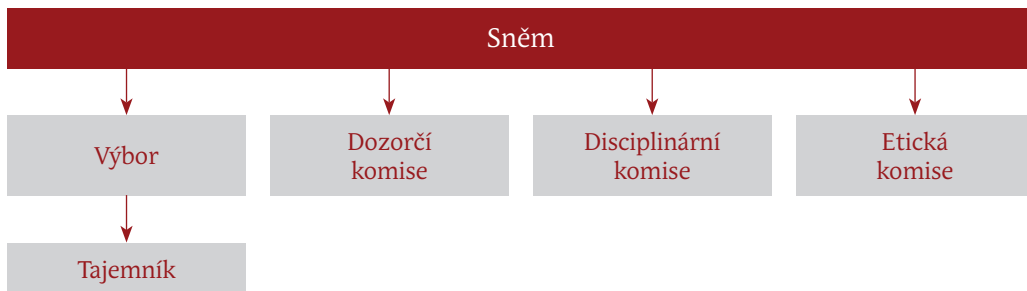 Sněm
Výbor
Dozorčí
komise
Disciplinární
komise
Etická
komise
Tajemník